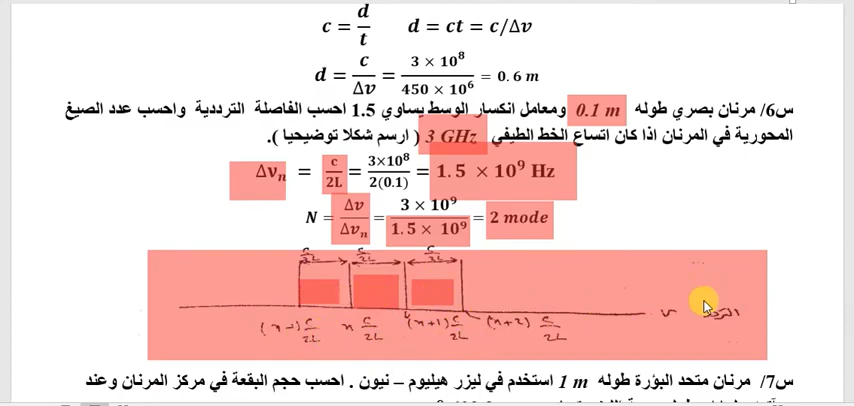 c = d/t    d = ct = c/Δv
d = c/Δv = 3 × 10⁸ / 450 × 10⁶ = 0.6 m
س6/ مرنان بصري طوله 0.1 m ومعامل انكسار الوسط يساوي 1.5 احسب الفاصلة الترددية واحسب عدد الصيغ
المحورية في المرنان اذا كان اتساع الخط الطيفي 3 GHz ( ارسم شكلا توضيحيا ).
Δνₙ = c/2L = 3×10⁸ / 2(0.1) = 1.5 × 10⁹ Hz
N = Δv/Δvₙ = 3 × 10⁹ / 1.5 × 10⁹ = 2 mode
c/2L c/2L c/2L
(n-1) c/2L n c/2L (n+1) c/2L (n+2) c/2L ν التردد
س7/ مرنان متحد البؤرة طوله 1 m استخدم في ليزر هيليوم – نيون . احسب حجم البقعة في مركز المرنان وعند